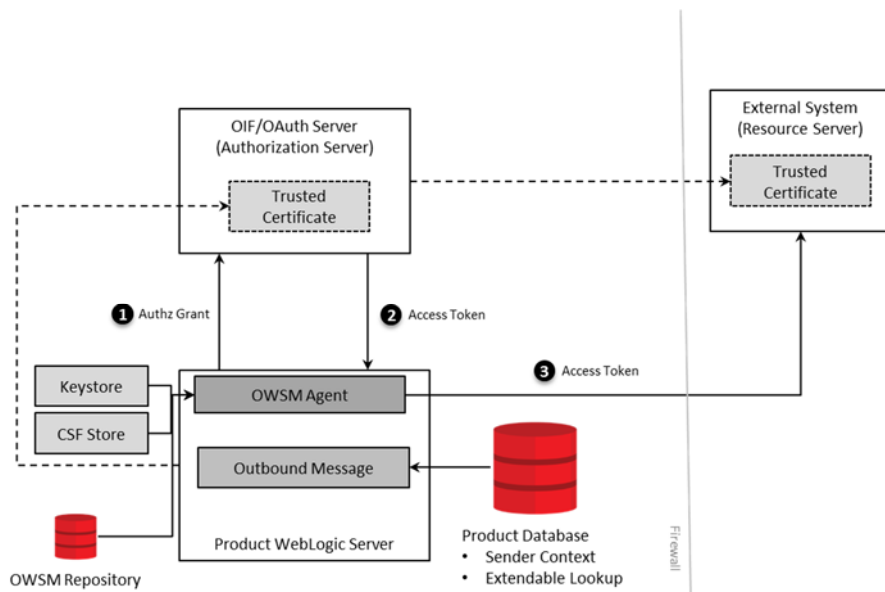 OIF/OAuth Server
(Authorization Server)
Trusted
Certificate
External System
(Resource Server)
Trusted
Certificate
1 Authz Grant
2 Access Token
3 Access Token
Keystore
CSF Store
OWSM Agent
Outbound Message
Product WebLogic Server
OWSM Repository
Product Database
• Sender Context
• Extendable Lookup
Firewall